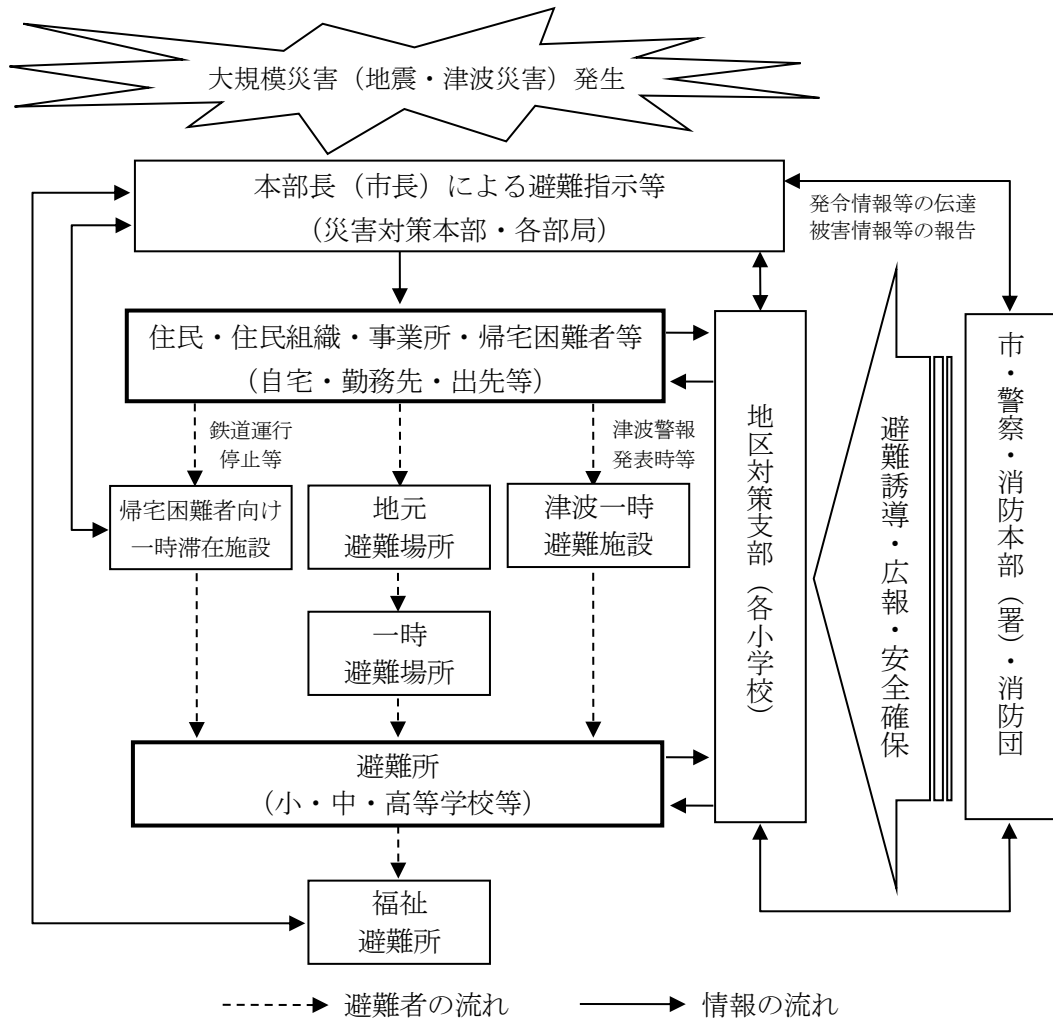 大規模災害（地震・津波災害）発生
本部長（市長）による避難指示等
（災害対策本部・各部局）
発令情報等の伝達
被害情報等の報告
住民・住民組織・事業所・帰宅困難者等
（自宅・勤務先・出先等）
鉄道運行
停止等
津波警報
発表時等
帰宅困難者向け
一時滞在施設
地元
避難場所
津波一時
避難施設
一時
避難場所
避難所
（小・中・高等学校等）
福祉
避難所
地区対策支部（各小学校）
避難誘導・広報・安全確保
市・警察・消防本部（署）・消防団
避難者の流れ
情報の流れ